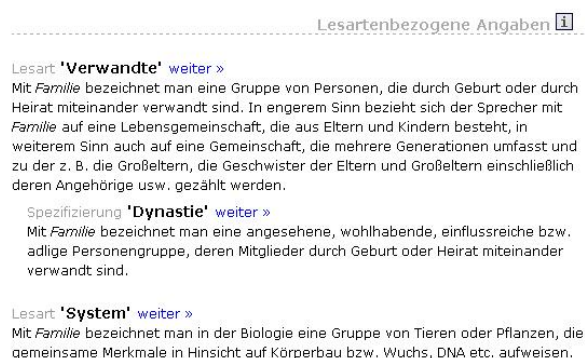 Lesartenbezogene Angaben i
Lesart 'Verwandte' weiter »
Mit Familie bezeichnet man eine Gruppe von Personen, die durch Geburt oder durch
Heirat miteinander verwandt sind. In engerem Sinn bezieht sich der Sprecher mit
Familie auf eine Lebensgemeinschaft, die aus Eltern und Kindern besteht, in
weiterem Sinn auch auf eine Gemeinschaft, die mehrere Generationen umfasst und
zu der z. B. die Großeltern, die Geschwister der Eltern und Großeltern einschließlich
deren Angehörige usw. gezählt werden.
Spezifizierung 'Dynastie' weiter »
Mit Familie bezeichnet man eine angesehene, wohlhabende, einflussreiche bzw.
adlige Personengruppe, deren Mitglieder durch Geburt oder Heirat miteinander
verwandt sind.
Lesart 'System' weiter »
Mit Familie bezeichnet man in der Biologie eine Gruppe von Tieren oder Pflanzen, die
gemeinsame Merkmale in Hinsicht auf Körperbau bzw. Wuchs, DNA etc. aufweisen.